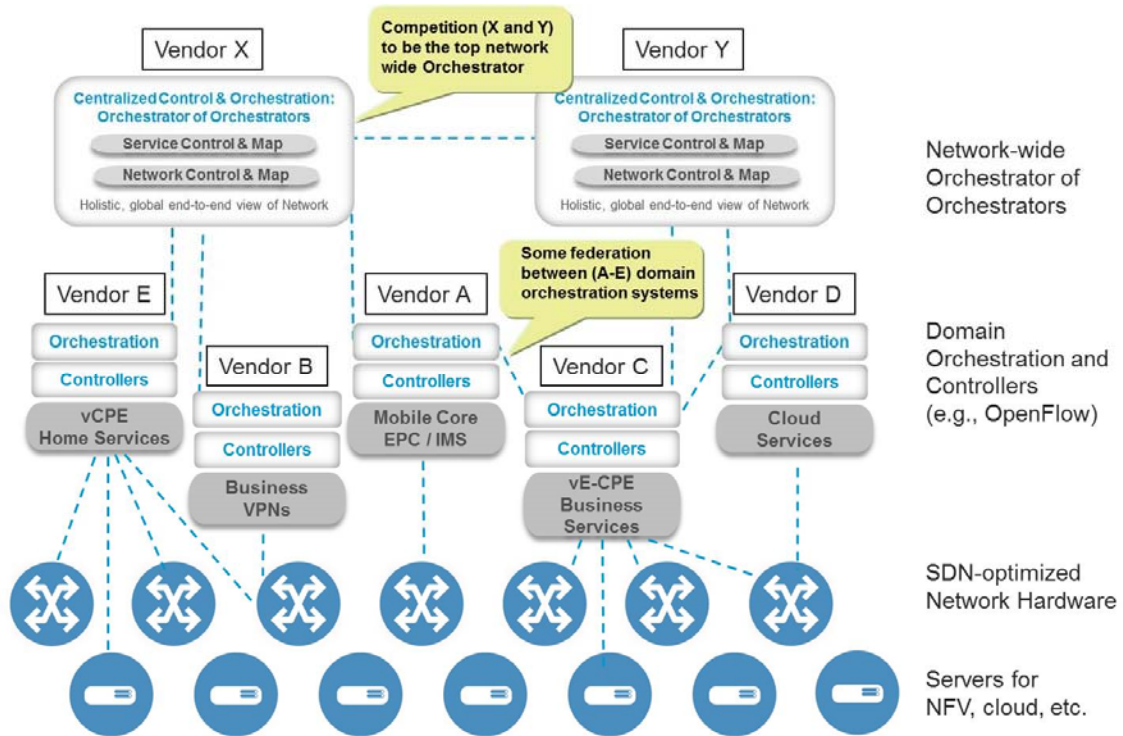 Competition (X and Y)
to be the top network
wide Orchestrator
Vendor X
Vendor Y
Centralized Control & Orchestration:
Orchestrator of Orchestrators
Service Control & Map
Network Control & Map
Holistic, global end-to-end view of Network
Centralized Control & Orchestration:
Orchestrator of Orchestrators
Service Control & Map
Network Control & Map
Holistic, global end-to-end view of Network
Network-wide
Orchestrator of
Orchestrators
Some federation
between (A-E) domain
orchestration systems
Vendor E
Orchestration
Controllers
vCPE
Home Services
Vendor B
Orchestration
Controllers
Business
VPNs
Vendor A
Orchestration
Controllers
Mobile Core
EPC / IMS
Vendor C
Orchestration
Controllers
vE-CPE
Business
Services
Vendor D
Orchestration
Controllers
Cloud
Services
Domain
Orchestration and
Controllers
(e.g., OpenFlow)
SDN-optimized
Network Hardware
Servers for
NFV, cloud, etc.